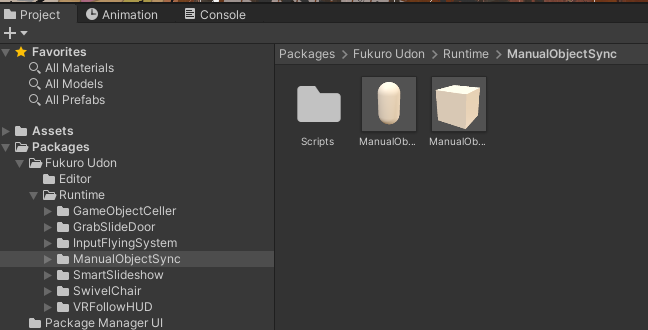 Project Animation Console
Favorites
All Materials
All Models
All Prefabs
Assets
Packages
Fukuro Udon
Editor
Runtime
GameObjectCeller
GrabSlideDoor
InputFlyingSystem
ManualObjectSync
SmartSlideshow
SwivelChair
VRFollowHUD
Package Manager UI
Packages > Fukuro Udon > Runtime > ManualObjectSync
Scripts ManualOb... ManualOb...